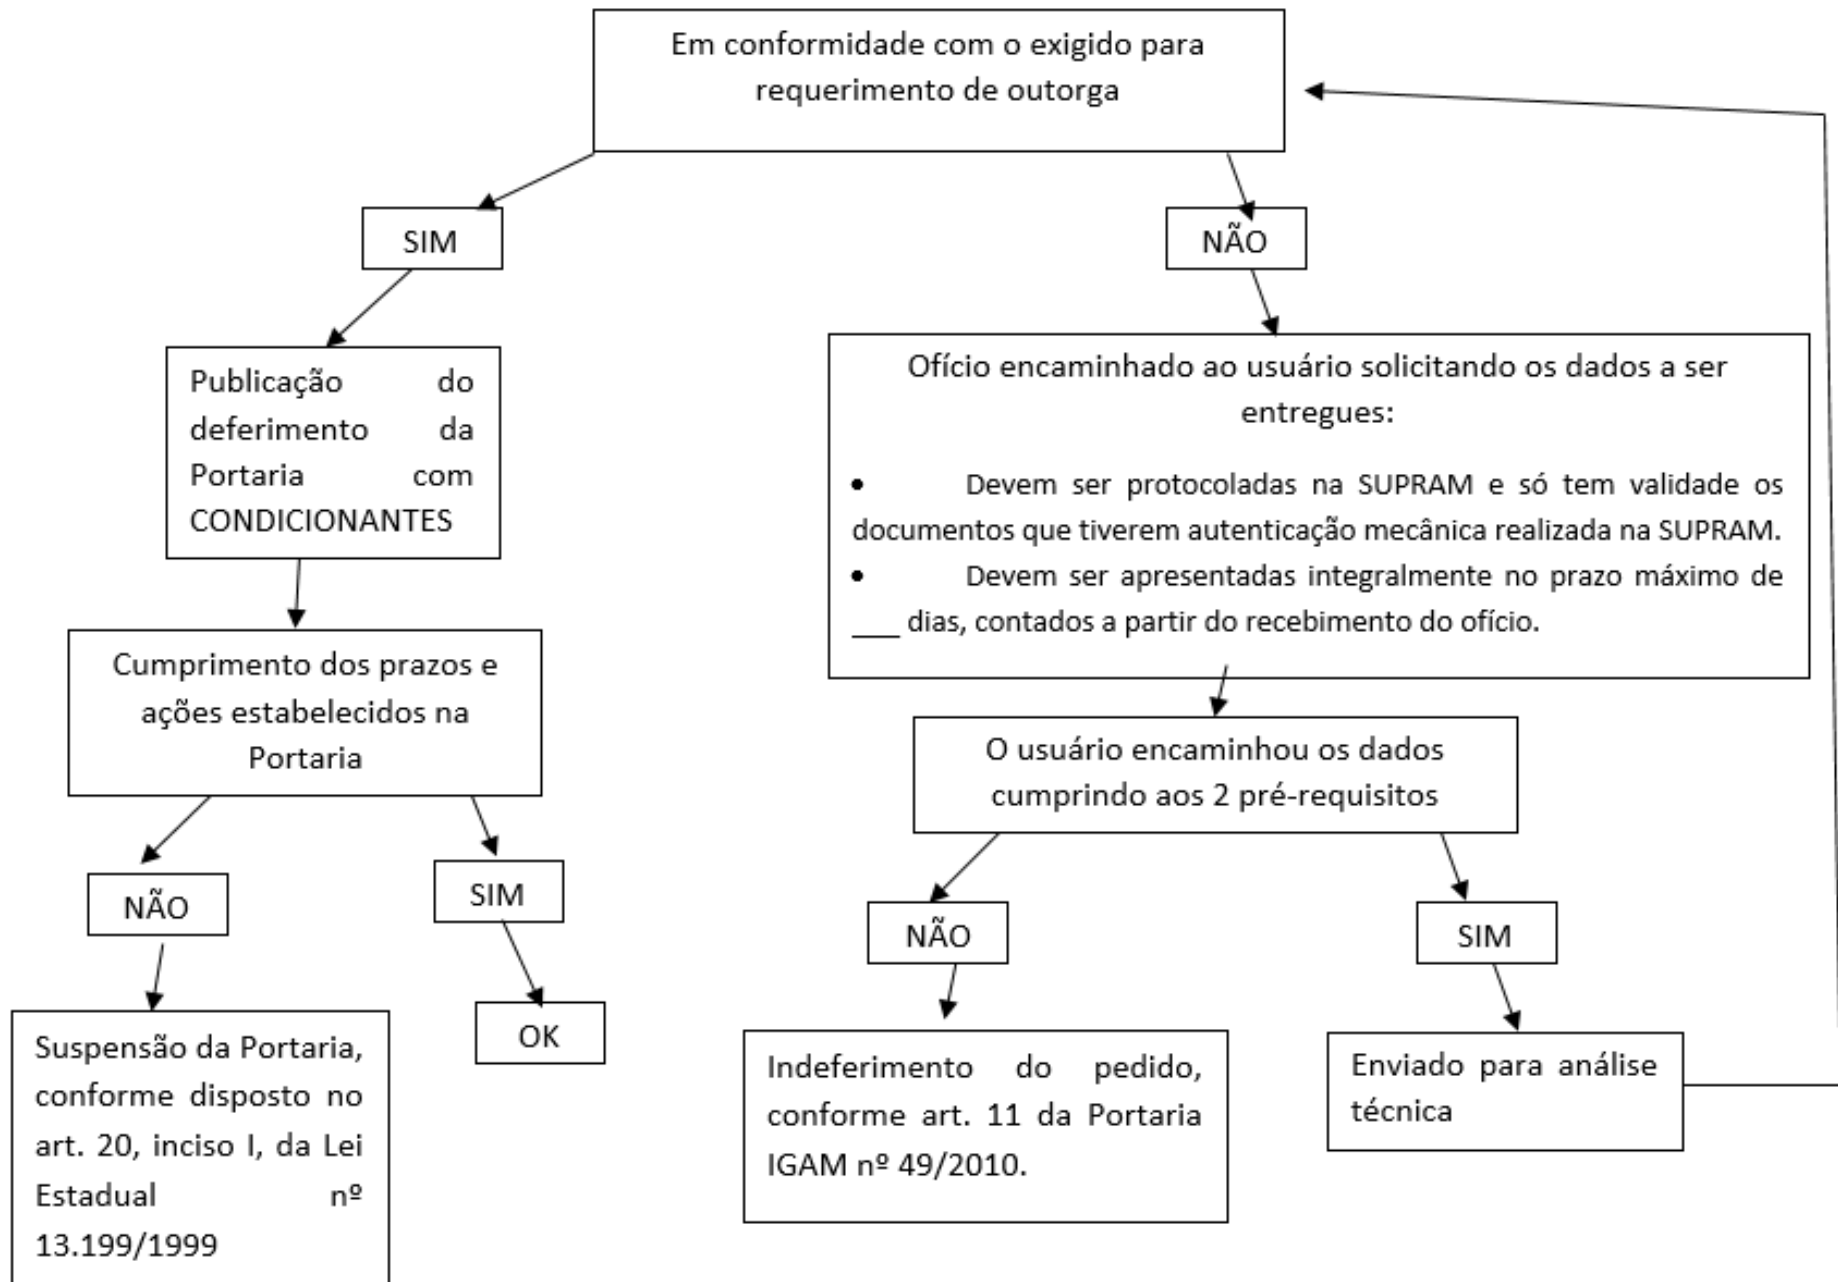 Em conformidade com o exigido para
requerimento de outorga
SIM
NÃO
Publicação do
deferimento da
Portaria com
CONDICIONANTES
Ofício encaminhado ao usuário solicitando os dados a ser
entregues:
• Devem ser protocoladas na SUPRAM e só tem validade os
documentos que tiverem autenticação mecânica realizada na SUPRAM.
• Devem ser apresentadas integralmente no prazo máximo de
___ dias, contados a partir do recebimento do ofício.
Cumprimento dos prazos e
ações estabelecidos na
Portaria
O usuário encaminhou os dados
cumprindo aos 2 pré-requisitos
NÃO
SIM
NÃO
SIM
Suspensão da Portaria,
conforme disposto no
art. 20, inciso I, da Lei
Estadual nº
13.199/1999
OK
Indeferimento do pedido,
conforme art. 11 da Portaria
IGAM nº 49/2010.
Enviado para análise
técnica